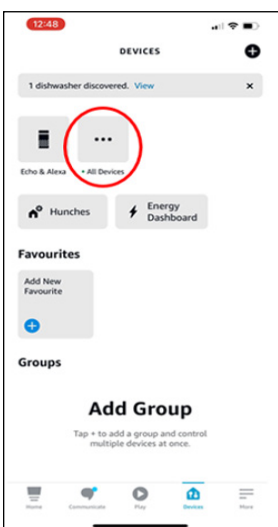 12:48
DEVICES
1 dishwasher discovered. View
Echo & Alexa
+ All Devices
Hunches
Energy
Dashboard
Favourites
Add New
Favourite
Groups
Add Group
Tap + to add a group and control
multiple devices at once.
Home Communicate Play Devices More